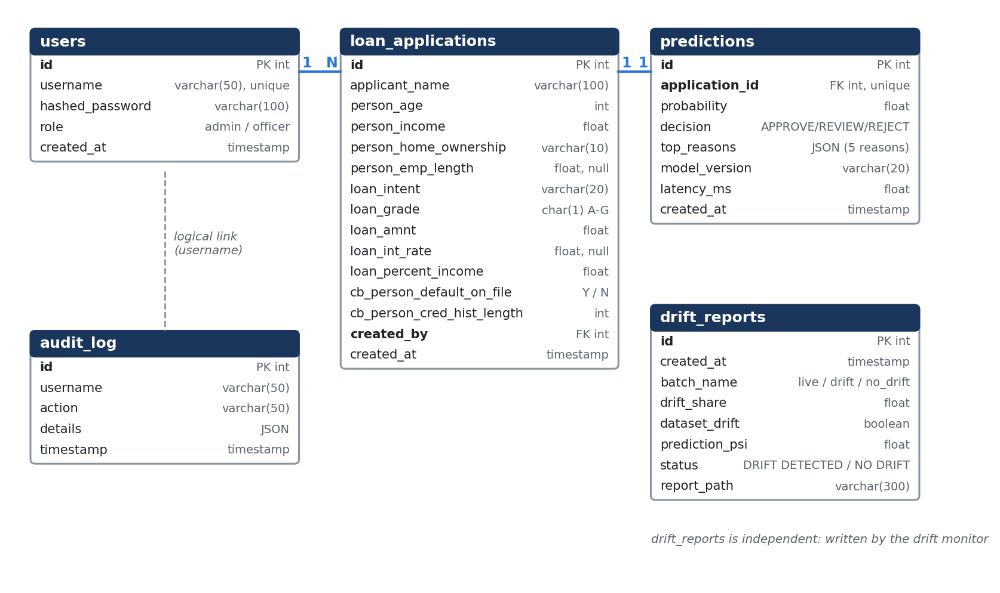 users
id PK int
username varchar(50), unique
hashed_password varchar(100)
role admin / officer
created_at timestamp
1 N
loan_applications
id PK int
applicant_name varchar(100)
person_age int
person_income float
person_home_ownership varchar(10)
person_emp_length float, null
loan_intent varchar(20)
loan_grade char(1) A-G
loan_amnt float
loan_int_rate float, null
loan_percent_income float
cb_person_default_on_file Y / N
cb_person_cred_hist_length int
created_by FK int
created_at timestamp
1 1
predictions
id PK int
application_id FK int, unique
probability float
decision APPROVE/REVIEW/REJECT
top_reasons JSON (5 reasons)
model_version varchar(20)
latency_ms float
created_at timestamp
logical link
(username)
audit_log
id PK int
username varchar(50)
action varchar(50)
details JSON
timestamp timestamp
drift_reports
id PK int
created_at timestamp
batch_name live / drift / no_drift
drift_share float
dataset_drift boolean
prediction_psi float
status DRIFT DETECTED / NO DRIFT
report_path varchar(300)
drift_reports is independent: written by the drift monitor